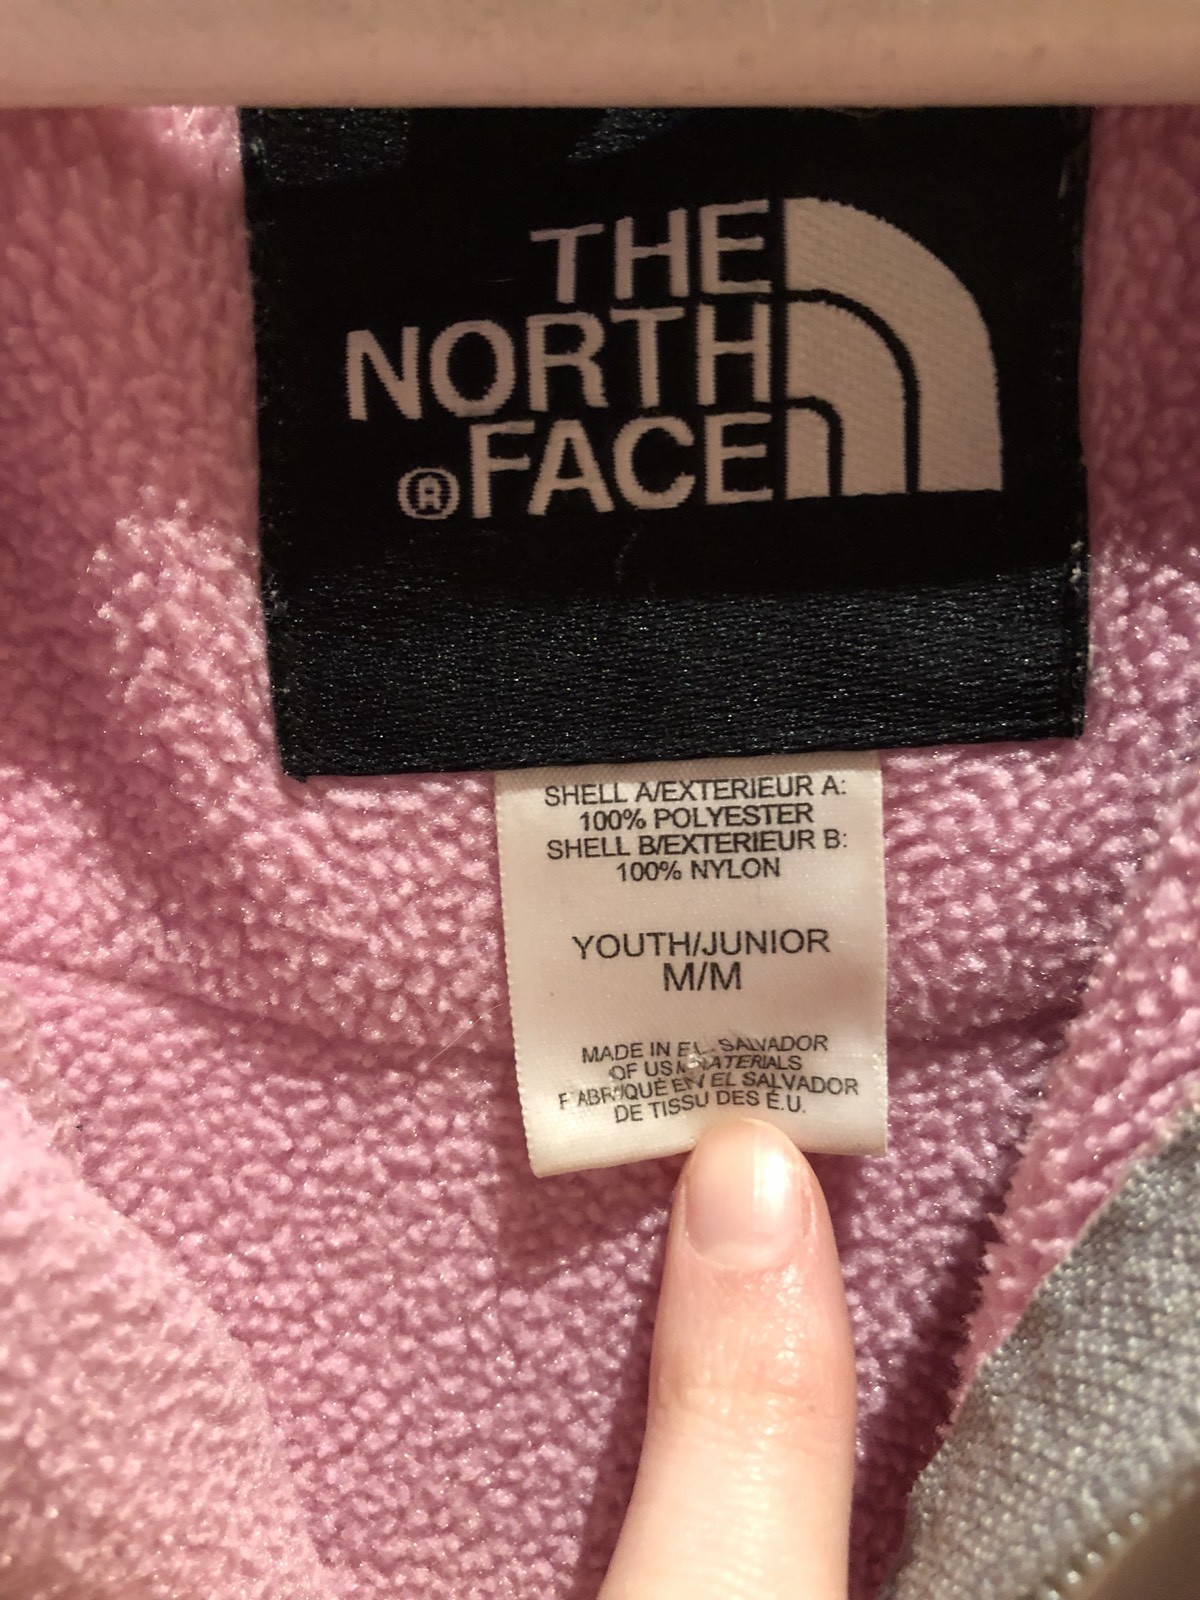 THE
NORTH
®FACE
SHELL A/EXTERIEUR A:
100% POLYESTER
SHELL B/EXTERIEUR B:
100% NYLON
YOUTH/JUNIOR
M/M
MADE IN EL SALVADOR
OF US MATERIALS
FABRIQUÉ EN EL SALVADOR
DE TISSU DES É.U.